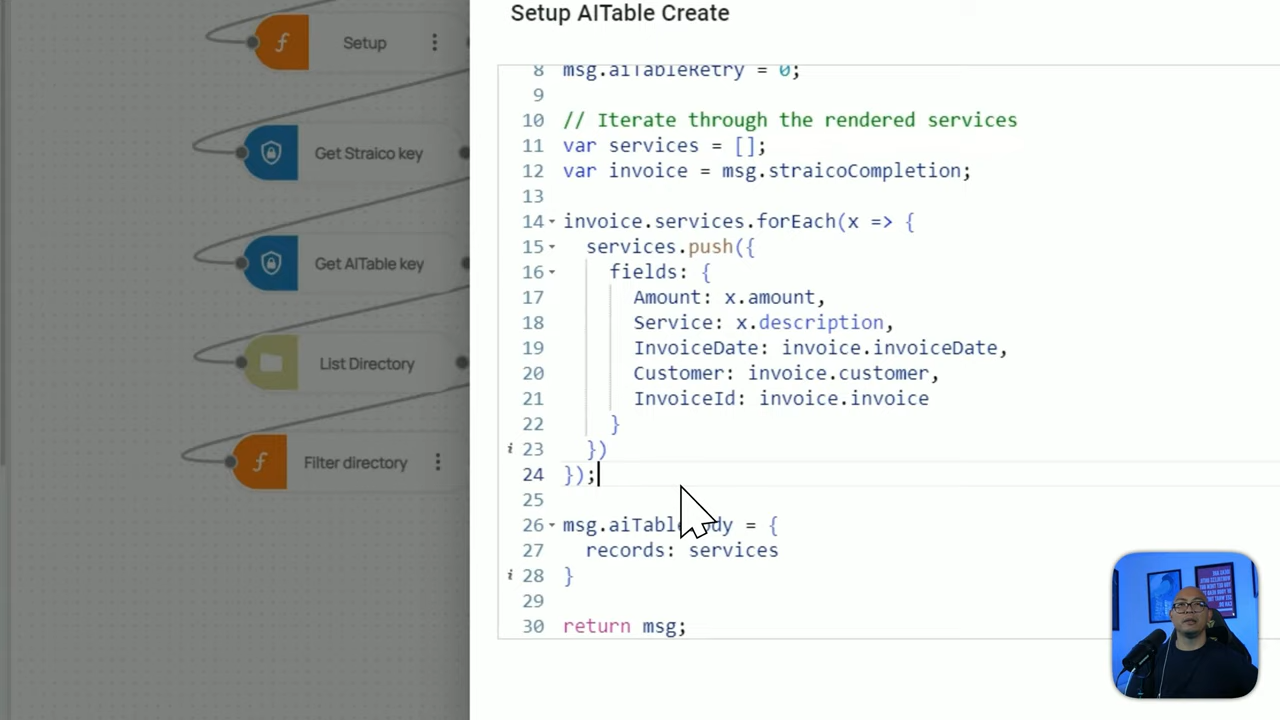 Setup AITable Create
Setup
Get Straico key
Get AITable key
List Directory
Filter directory
8 msg.aiTableRetry = 0;
9
10 // Iterate through the rendered services
11 var services = [];
12 var invoice = msg.straicoCompletion;
13
14 invoice.services.forEach(x => {
15 services.push({
16 fields: {
17 Amount: x.amount,
18 Service: x.description,
19 InvoiceDate: invoice.invoiceDate,
20 Customer: invoice.customer,
21 InvoiceId: invoice.invoice
22 }
23 })
24 });
25
26 msg.aiTableBody = {
27 records: services
28 }
29
30 return msg;